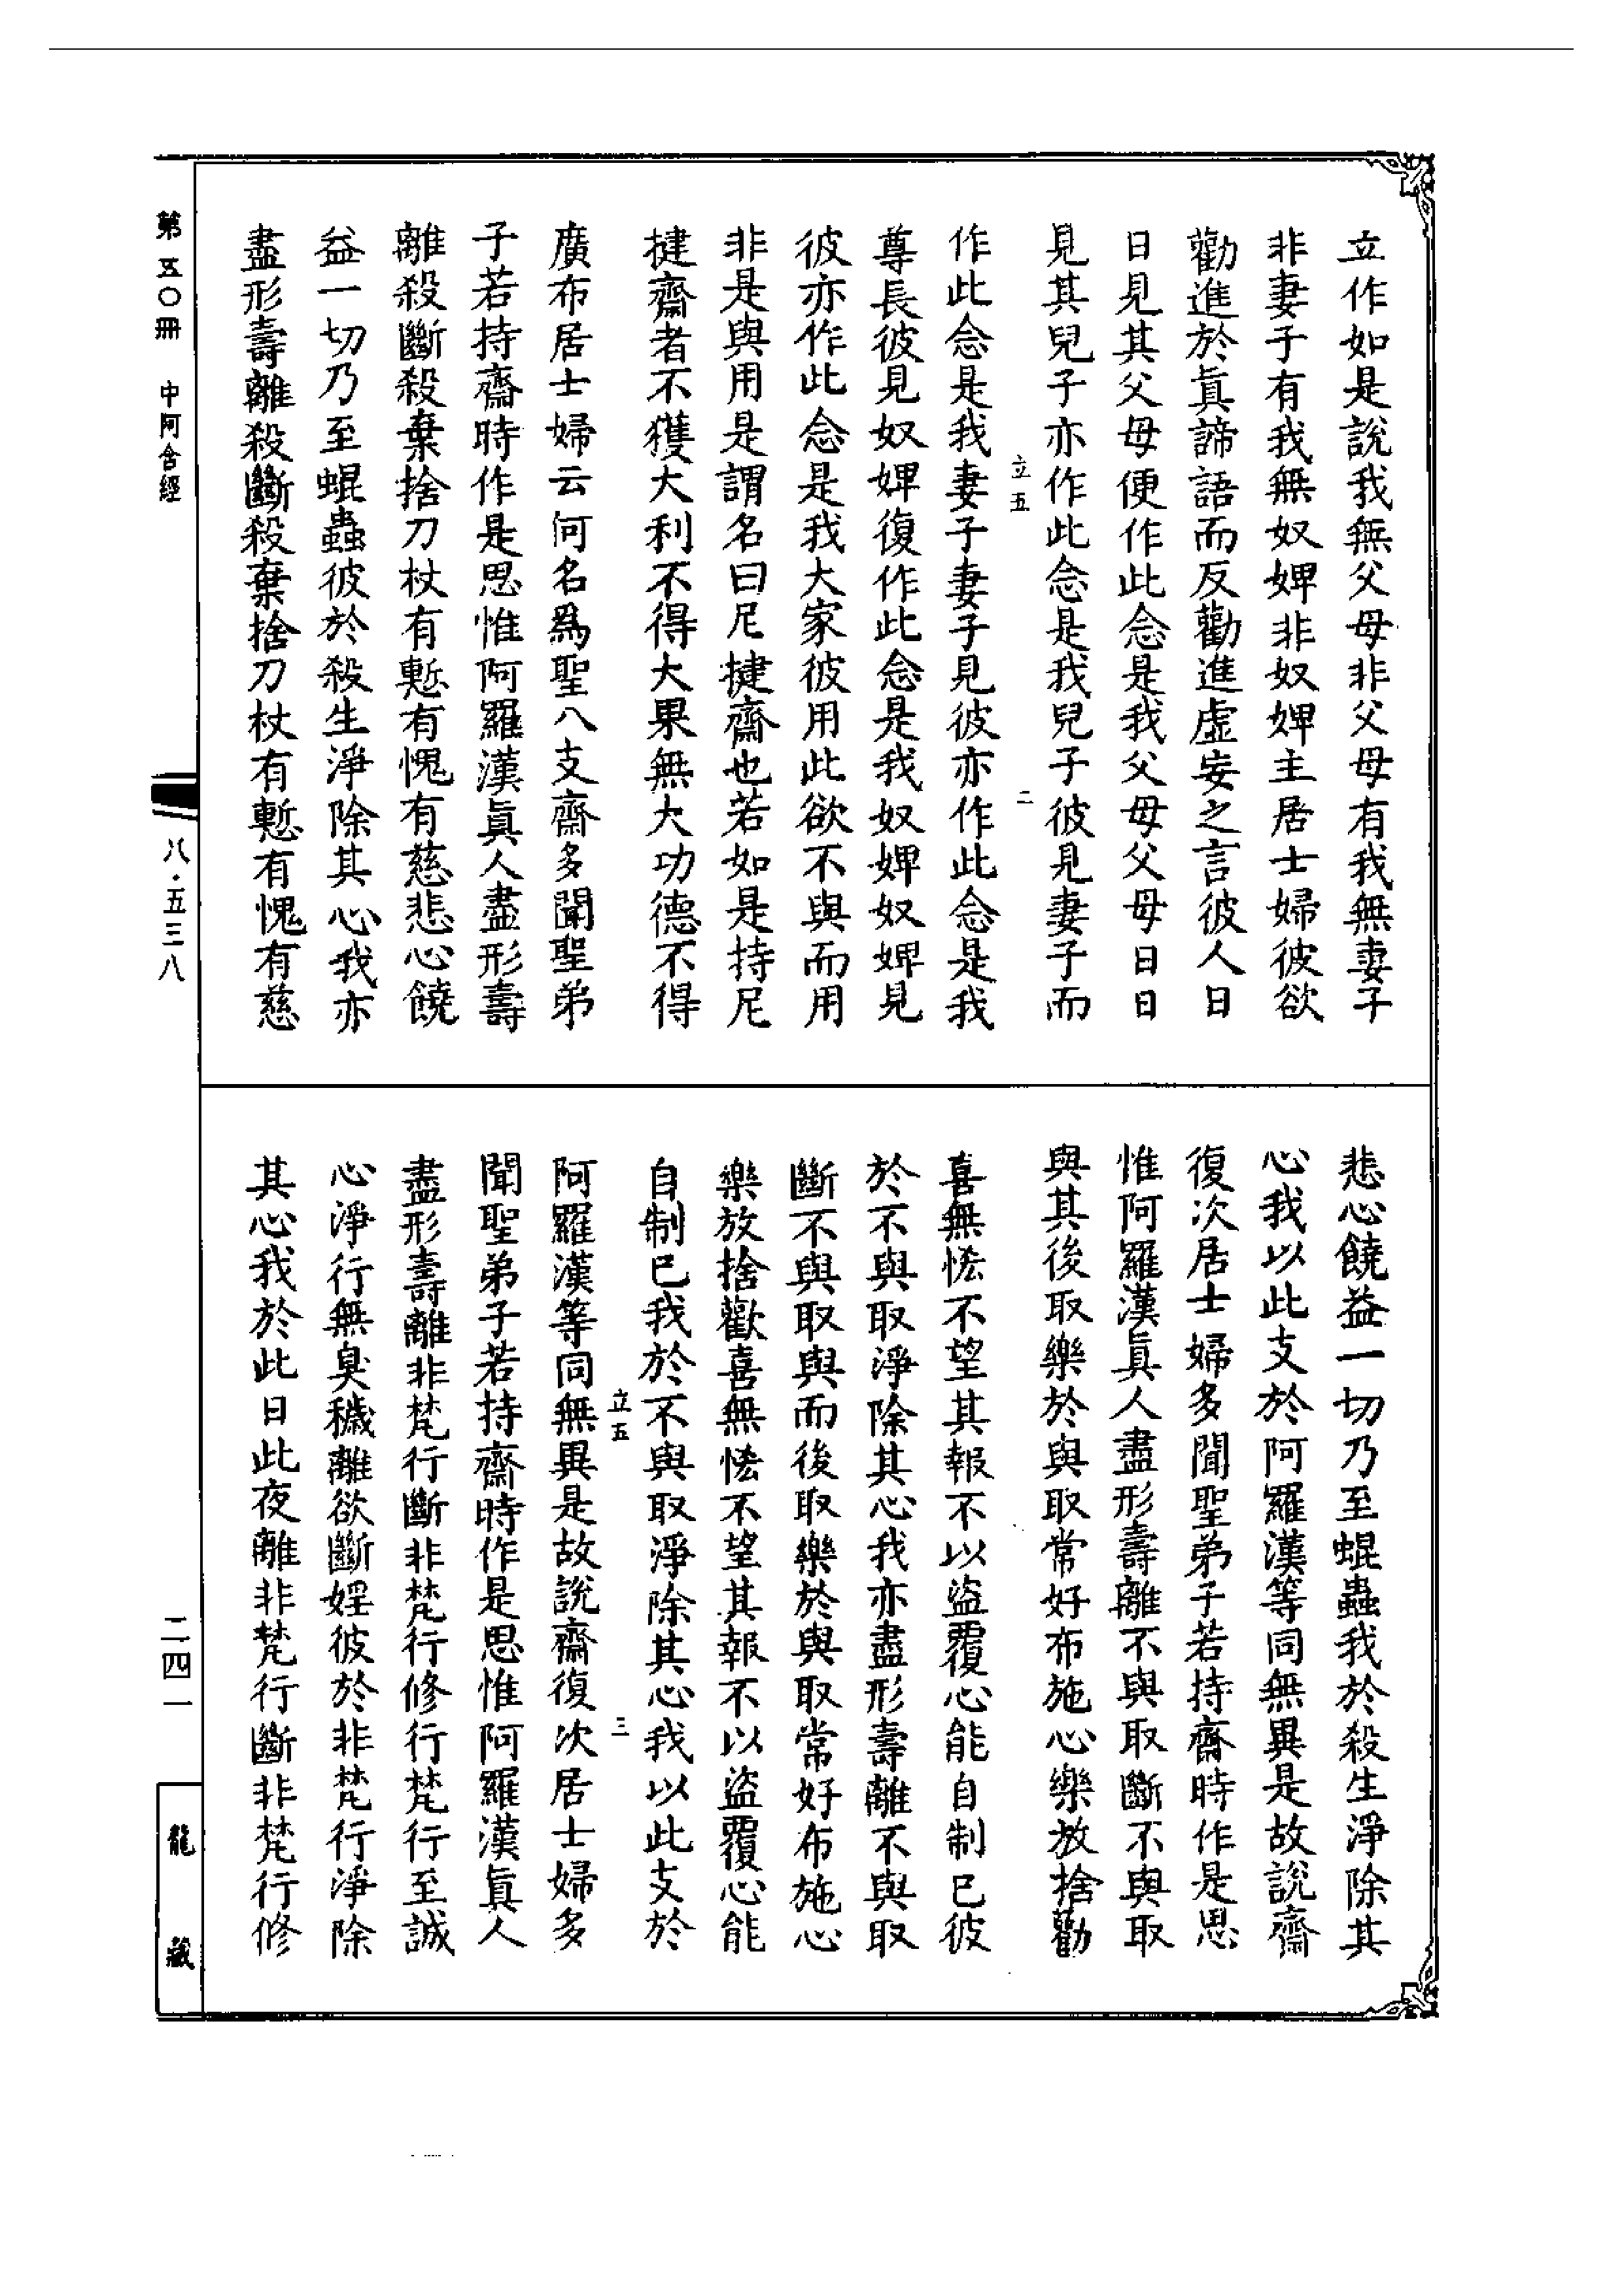 立作如是説我無父母非父母有我無妻子
非妻子有我無奴婢非奴婢主居士婦彼欲
勸進於眞諦語而反勸進虛妄之言彼人日
日見其父母便作此念是我父母父母日日
見其兒子亦作此念是我兒子彼見妻子而
立五
二
作此念是我妻子妻子見彼亦作此念是我
尊長彼見奴婢復作此念是我奴婢奴婢見
彼亦作此念是我大家彼用此欲不與而用
非是與用是謂名曰尼揵齋也若如是持尼
揵齋者不獲大利不得大果無大功德不得
廣布居士婦云何名爲聖八支齋多聞聖弟
子若持齋時作是思惟阿羅漢眞人盡形壽
離殺斷殺棄捨刀杖有慙有愧有慈悲心饒
益一切乃至蜫蟲彼於殺生淨除其心我亦
盡形壽離殺斷殺棄捨刀杖有慙有愧有慈
悲心饒益一切乃至蜫蟲我於殺生淨除其
心我以此支於阿羅漢等同無異是故説齋
復次居士婦多聞聖弟子若持齋時作是思
惟阿羅漢眞人盡形壽離不與取斷不與取
與其後取樂於與取常好布施心樂放捨歡
喜無悋不望其報不以盜覆心能自制已彼
於不與取淨除其心我亦盡形壽離不與取
斷不與取與而後取樂於與取常好布施心
樂放捨歡喜無悋不望其報不以盜覆心能
自制已我於不與取淨除其心我以此支於
立五
三
阿羅漢等同無異是故説齋復次居士婦多
聞聖弟子若持齋時作是思惟阿羅漢眞人
盡形壽離非梵行斷非梵行修行梵行至誠
心淨行無臭穢離欲斷婬彼於非梵行淨除
其心我於此日此夜離非梵行斷非梵行修
第五〇冊 中阿含經
八·五三八
二四一
龍藏